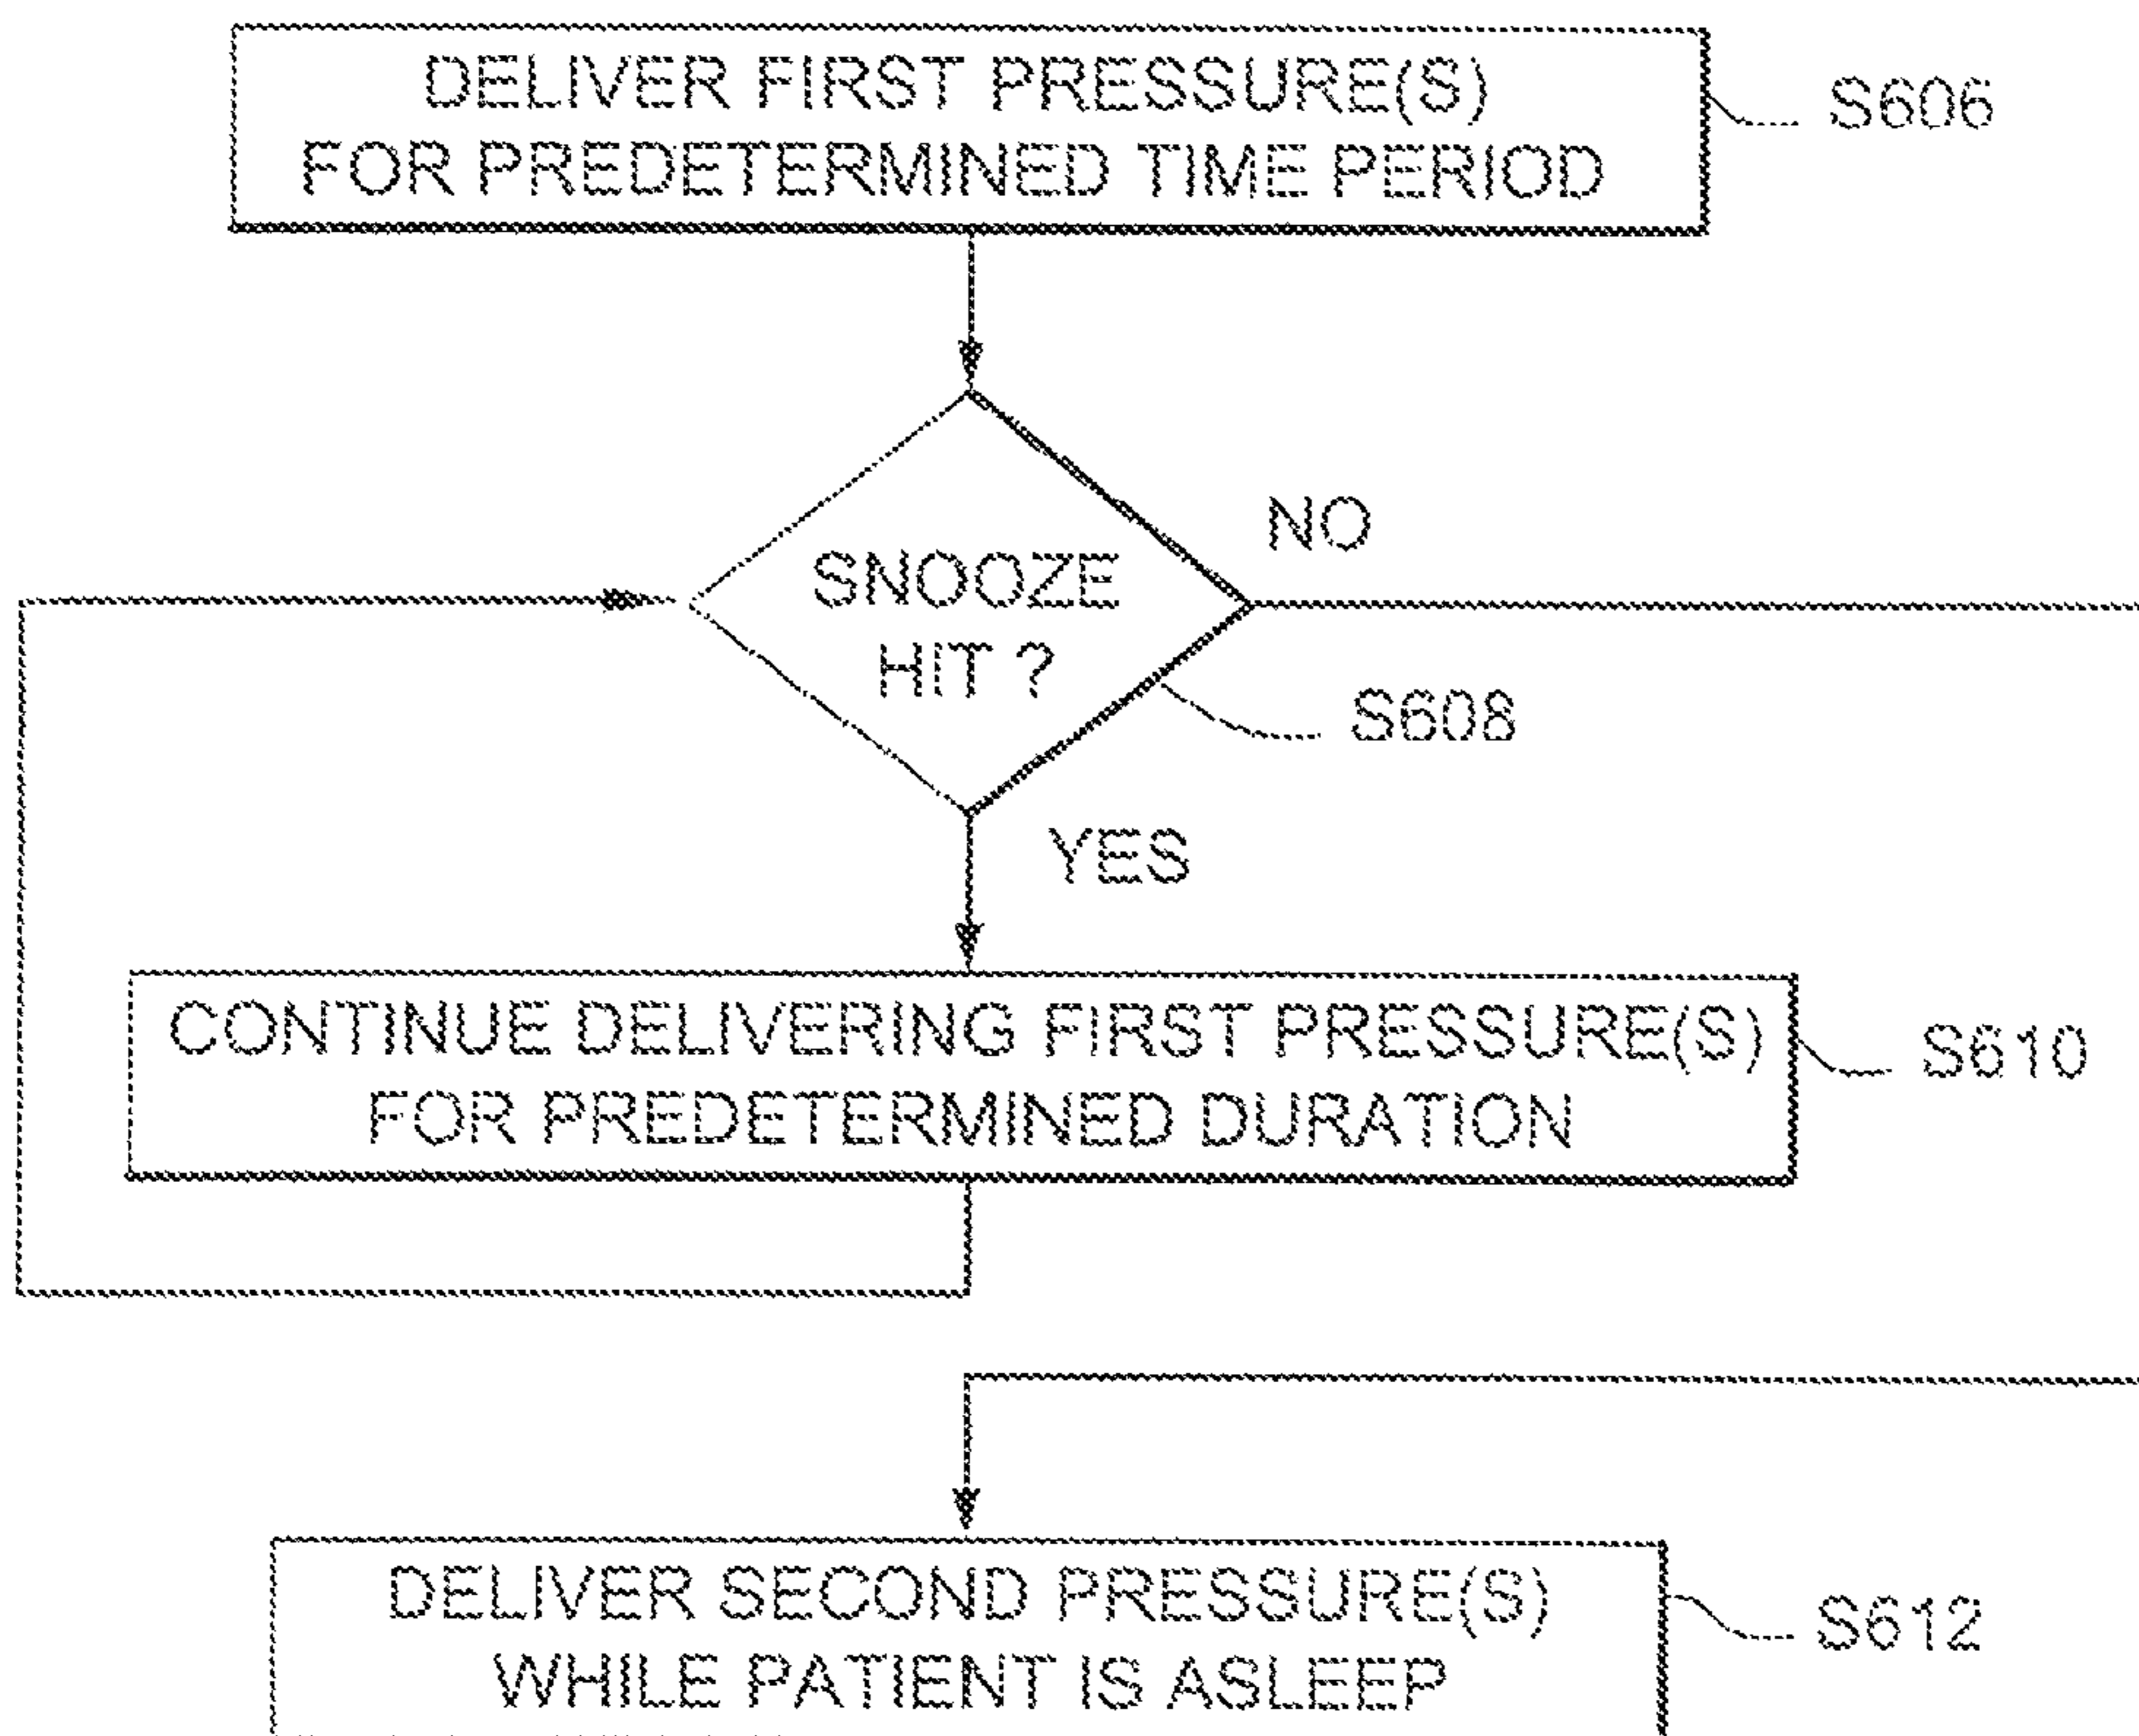 DELIVER FIRST PRESSURE(S)
FOR PREDETERMINED TIME PERIOD
S606
SNOOZE
HIT ?
NO
S608
YES
CONTINUE DELIVERING FIRST PRESSURE(S)
FOR PREDETERMINED DURATION
S610
DELIVER SECOND PRESSURE(S)
WHILE PATIENT IS ASLEEP
S612